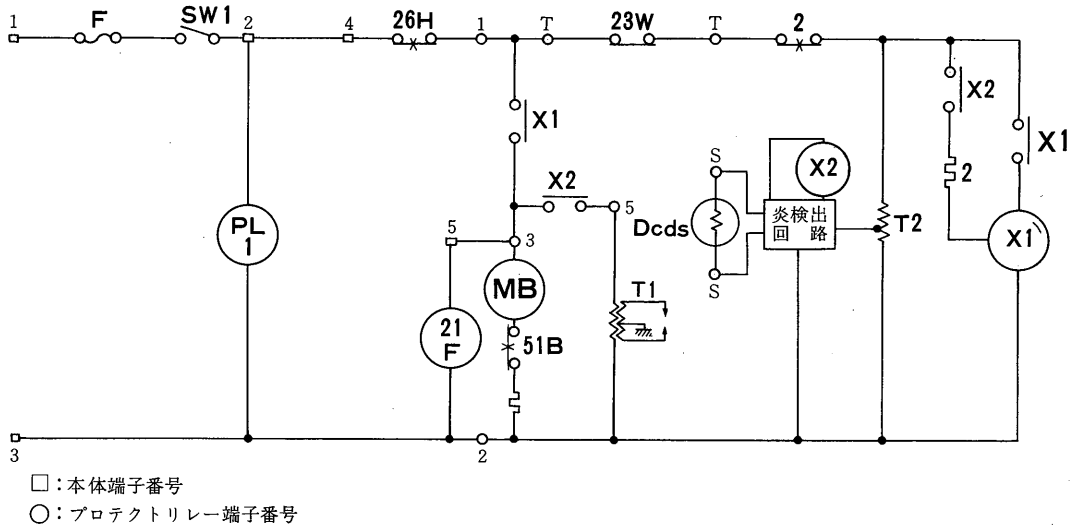 1 F SW1 2 4 26H 1 T 23W T 2
X1
X2
X1
X2
5
S
X2
2
Dcds
炎検出
回路
T2
X1
PL
1
5
3
MB
S
T1
21
F
51B
3
2
□:本体端子番号
○:プロテクトリレー端子番号